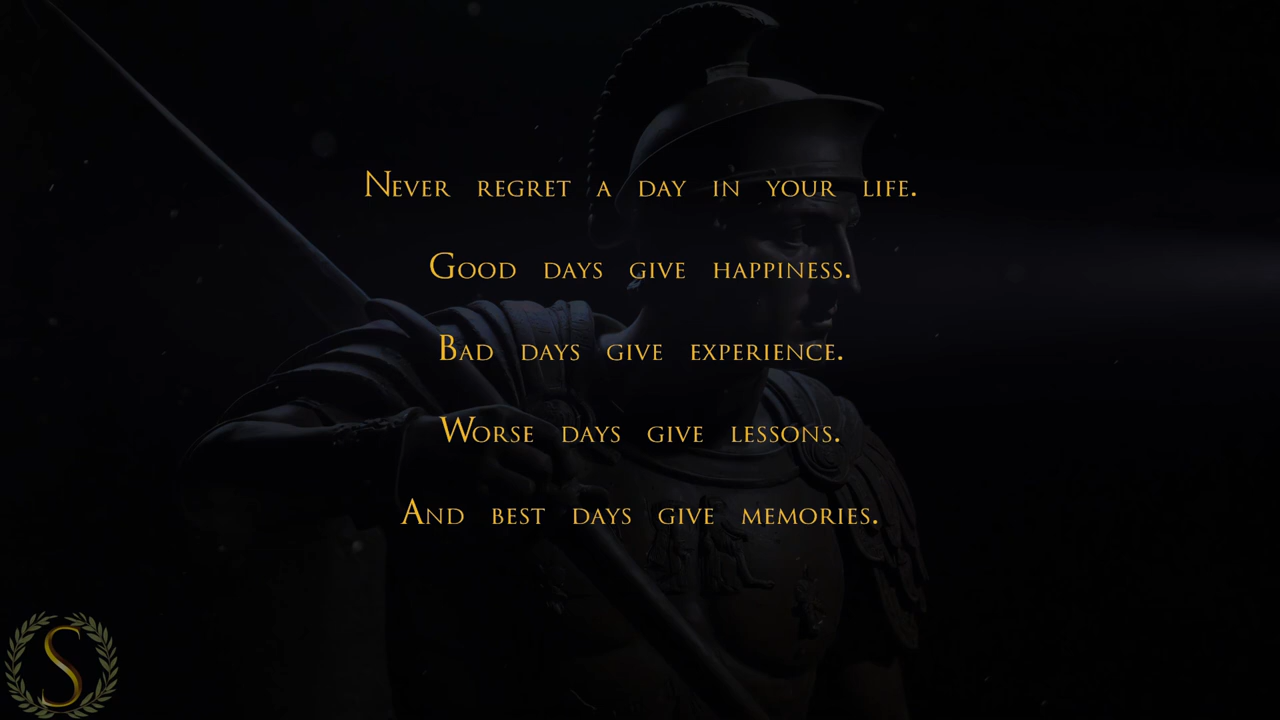 Never regret a day in your life.
Good days give happiness.
Bad days give experience.
Worse days give lessons.
And best days give memories.
S